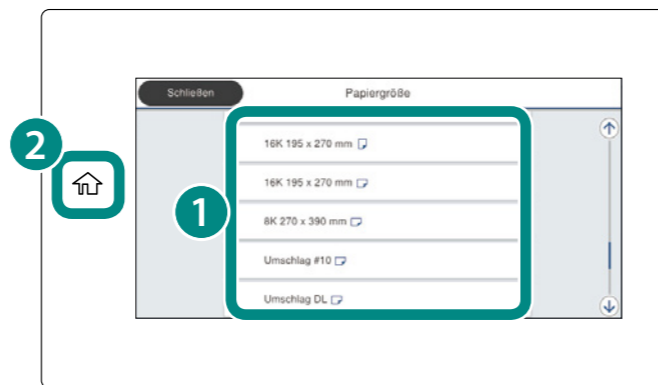 Schließen
Papiergröße
16K 195 x 270 mm
16K 195 x 270 mm
8K 270 x 390 mm
Umschlag #10
Umschlag DL
2
1